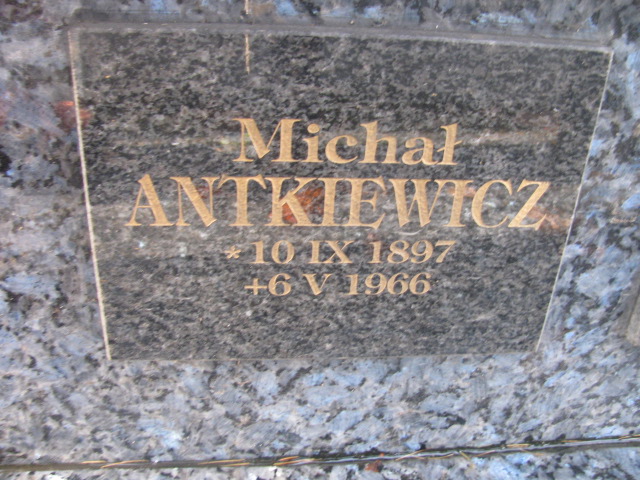 Michał
ANTKIEWICZ
* 10 IX 1897
+6 V 1966